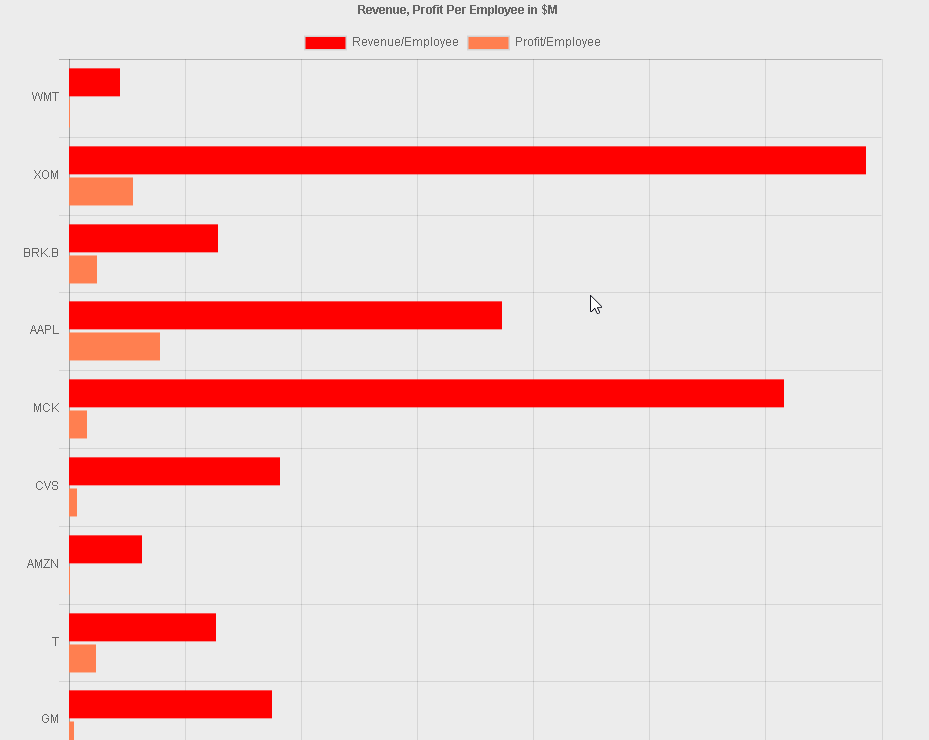 Revenue, Profit Per Employee in $M
Revenue/Employee Profit/Employee
WMT
XOM
BRK.B
AAPL
MCK
CVS
AMZN
T
GM